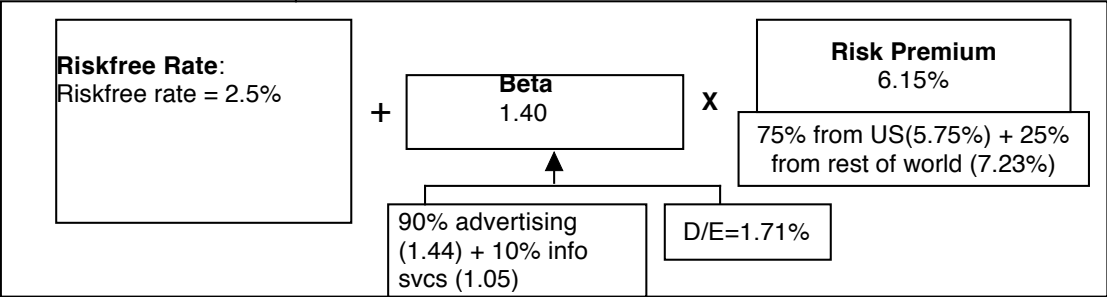 Riskfree Rate:
Riskfree rate = 2.5%
+
Beta
1.40
X
Risk Premium
6.15%
75% from US(5.75%) + 25%
from rest of world (7.23%)
90% advertising
(1.44) + 10% info
svcs (1.05)
D/E=1.71%